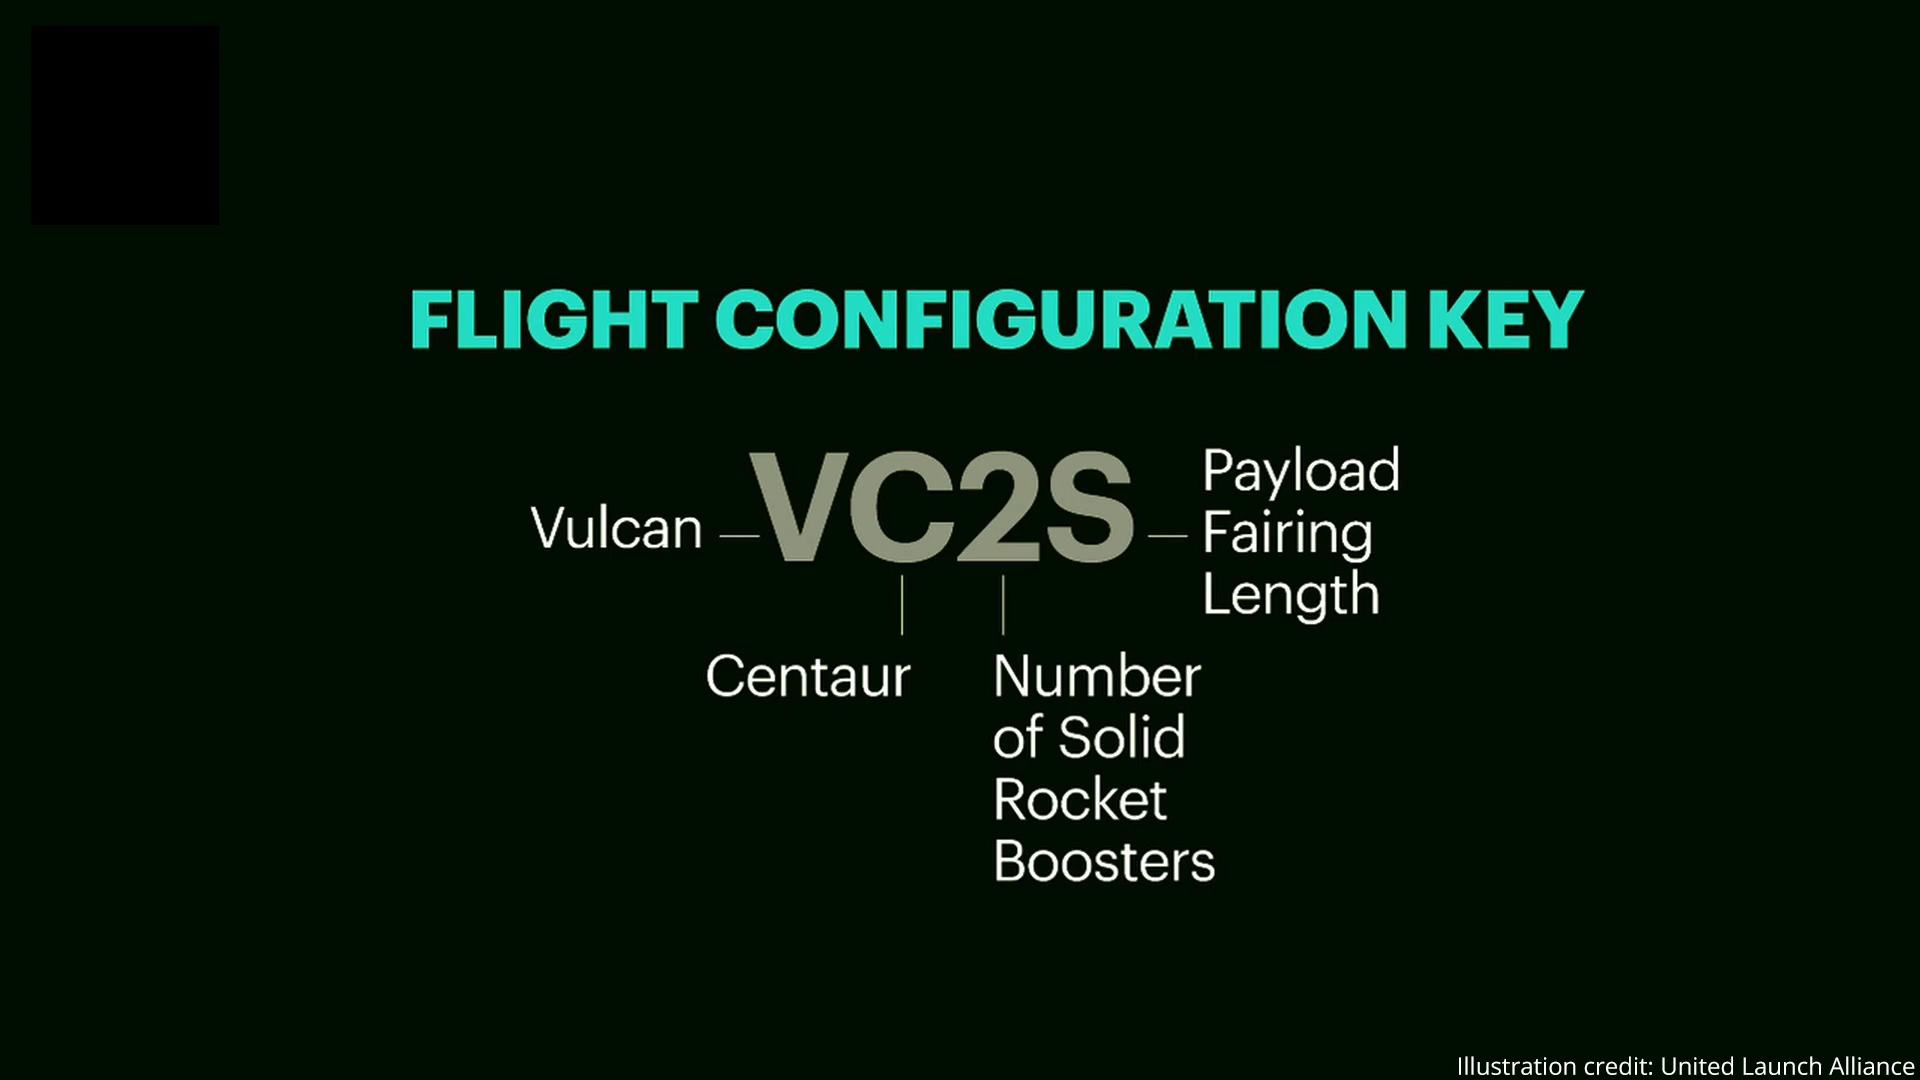 FLIGHT CONFIGURATION KEY
VC2S
Vulcan
Centaur
Number
of Solid
Rocket
Boosters
Payload
Fairing
Length
Illustration credit: United Launch Alliance